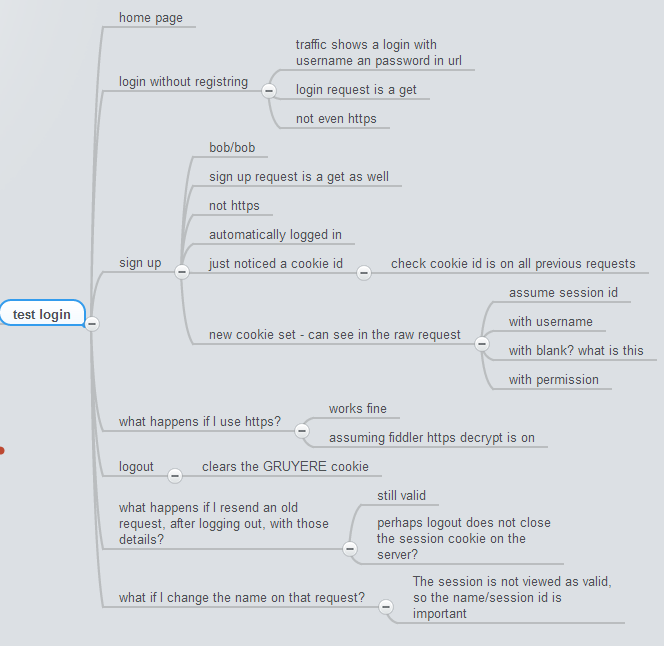 home page
login without registring
traffic shows a login with
username an password in url
login request is a get
not even https
test login
sign up
bob/bob
sign up request is a get as well
not https
automatically logged in
just noticed a cookie id
check cookie id is on all previous requests
new cookie set - can see in the raw request
assume session id
with username
with blank? what is this
with permission
what happens if I use https?
works fine
assuming fiddler https decrypt is on
logout
clears the GRUYERE cookie
what happens if I resend an old
request, after logging out, with those
details?
still valid
perhaps logout does not close
the session cookie on the
server?
what if I change the name on that request?
The session is not viewed as valid,
so the name/session id is
important